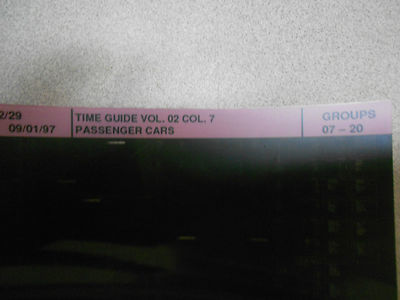 2/29 TIME GUIDE VOL. 02 COL. 7 GROUPS
09/01/97 PASSENGER CARS 07 – 20